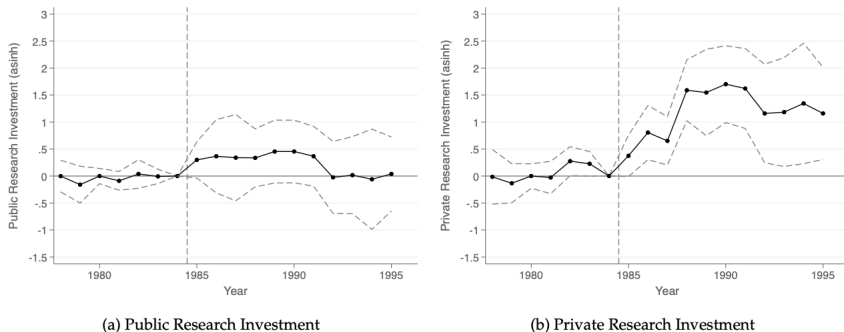 3
2.5
2
1.5
1
.5
0
-.5
-1
-1.5
Public Research Investment (asinh)
1980 1985 1990 1995
Year
(a) Public Research Investment
3
2.5
2
1.5
1
.5
0
-.5
-1
-1.5
Private Research Investment (asinh)
1980 1985 1990 1995
Year
(b) Private Research Investment